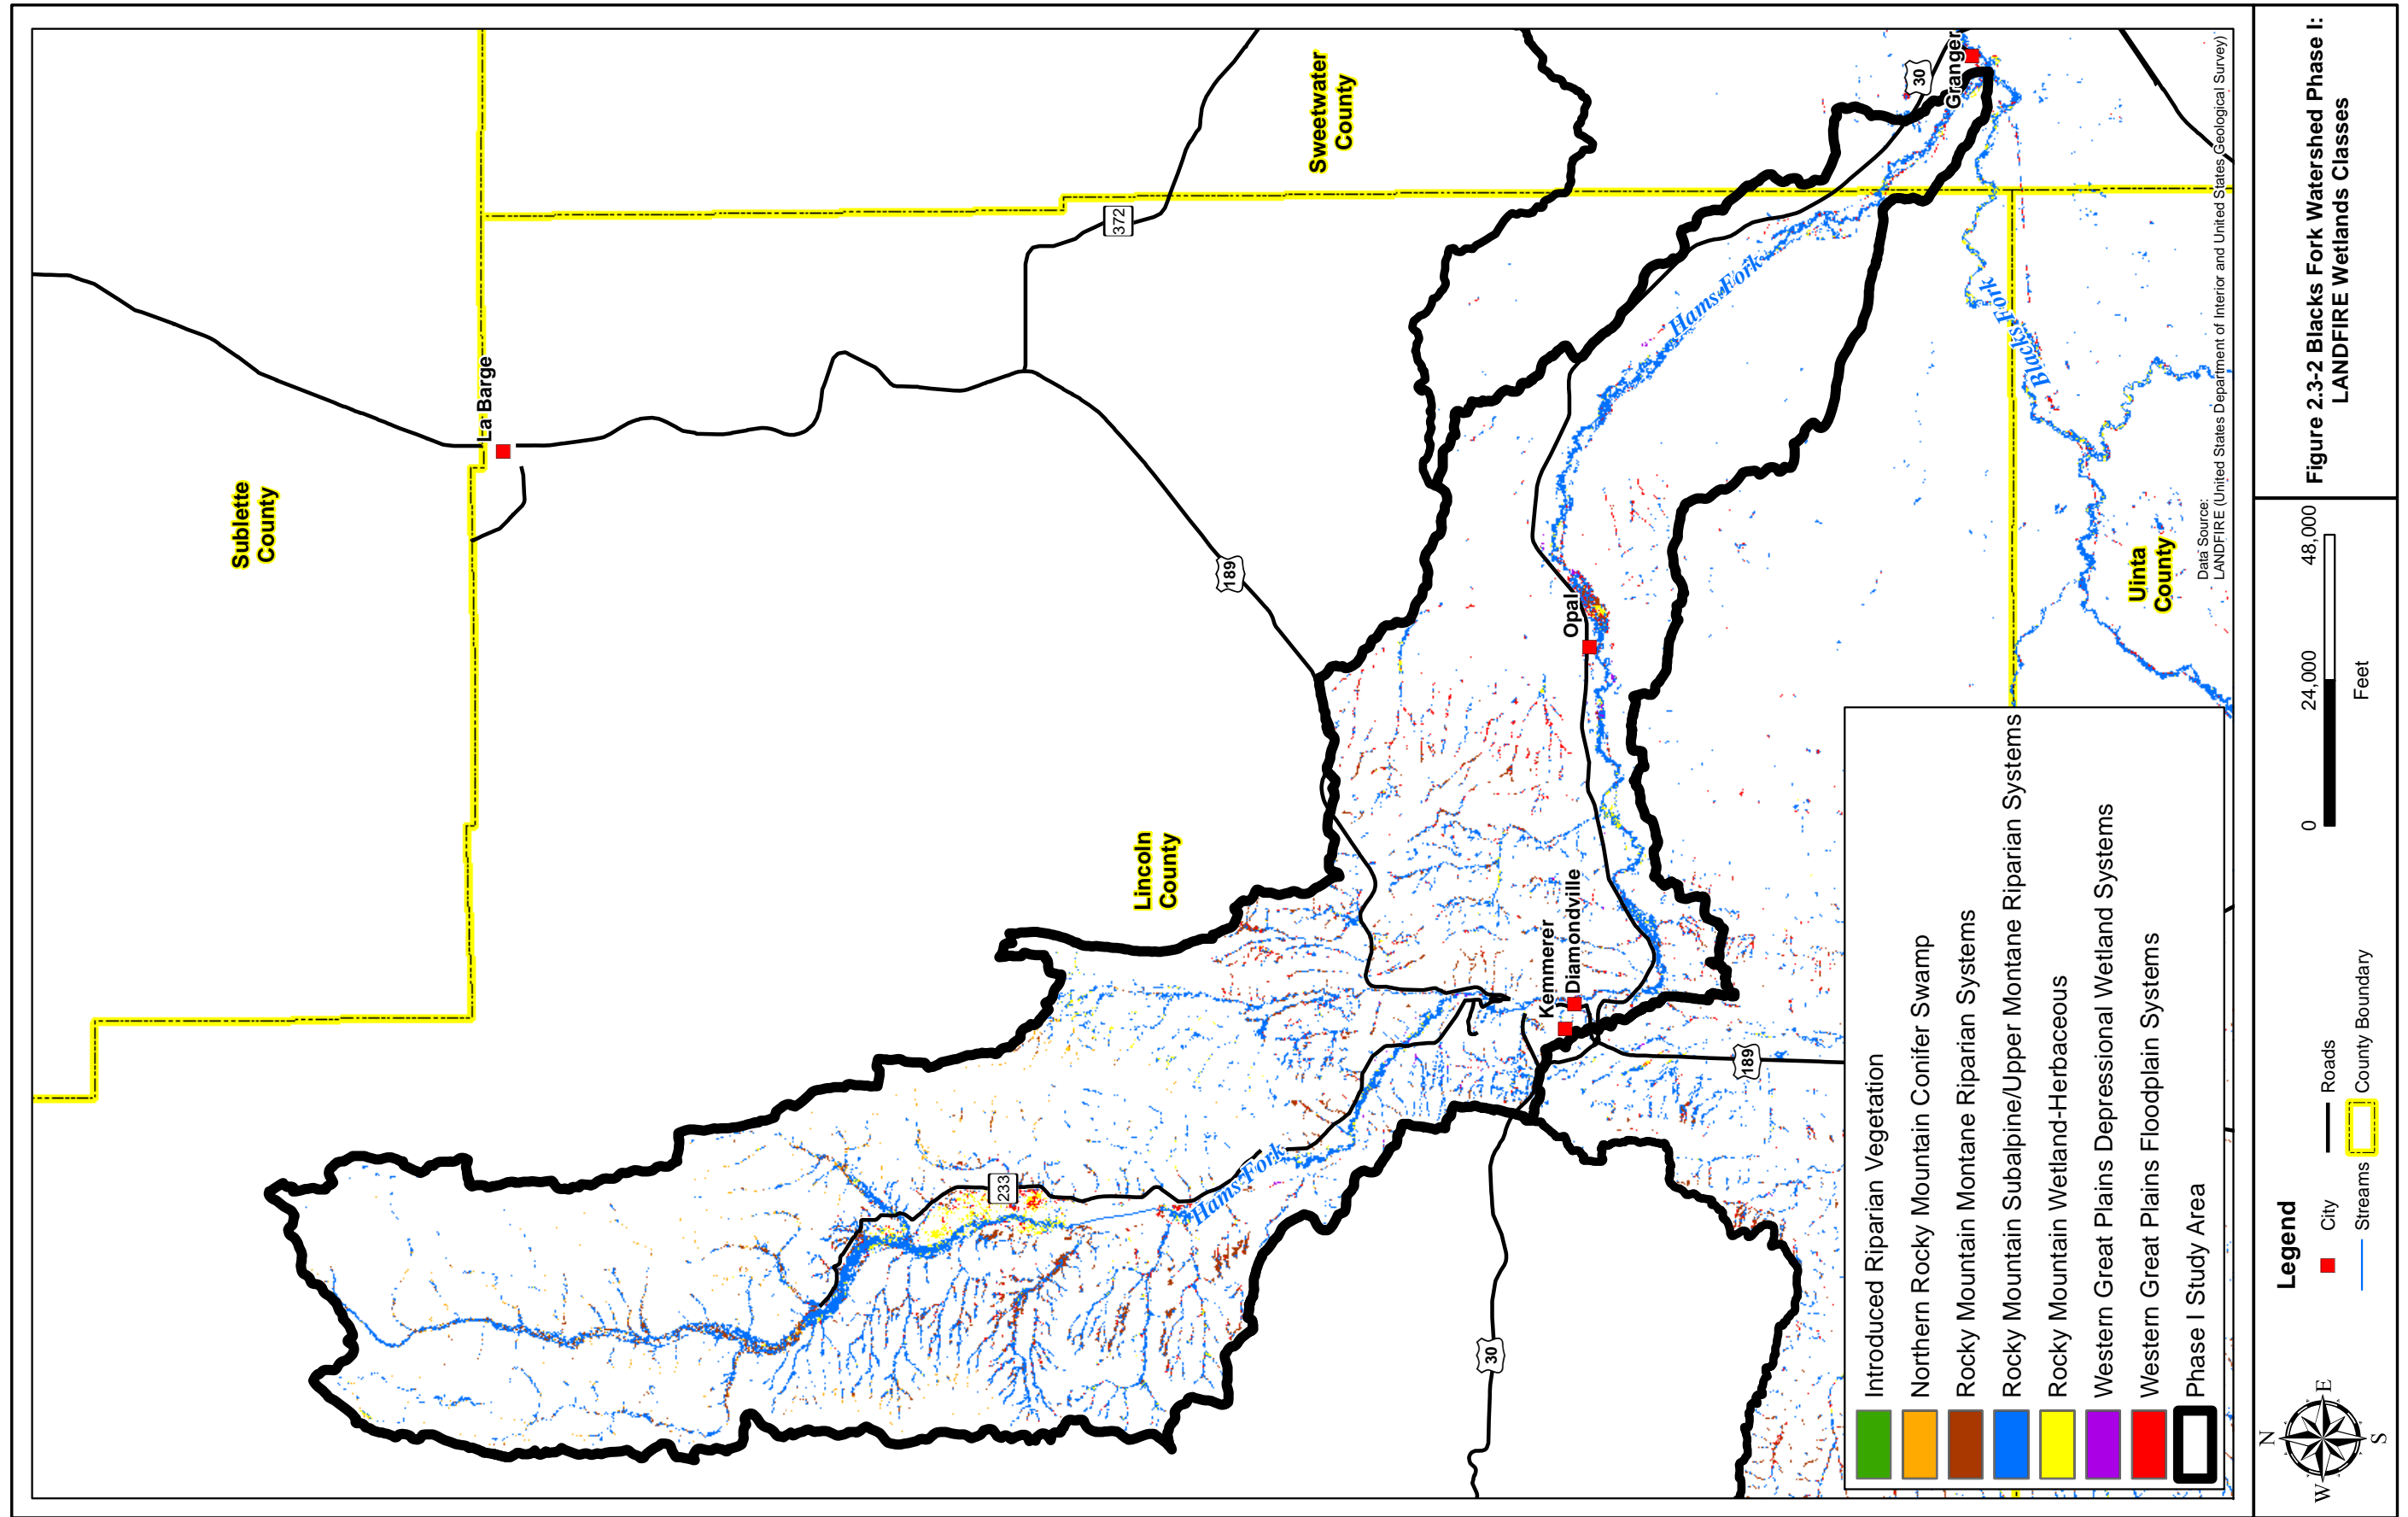 Sublette
County
La Barge
Sweetwater
County
372
189
Lincoln
County
Granger
30
Hams Fork
Blacks Fork
Opal
Kemmerer
Diamondville
189
233
Hams Fork
30
Uinta
County
Data Source:
LANDFIRE (United States Department of Interior and United States Geological Survey)
Introduced Riparian Vegetation
Northern Rocky Mountain Conifer Swamp
Rocky Mountain Montane Riparian Systems
Rocky Mountain Subalpine/Upper Montane Riparian Systems
Rocky Mountain Wetland-Herbaceous
Western Great Plains Depressional Wetland Systems
Western Great Plains Floodplain Systems
Phase I Study Area
N
W E
S
Legend
City
Roads
Streams
County Boundary
0 24,000 48,000
Feet
Figure 2.3-2 Blacks Fork Watershed Phase I:
LANDFIRE Wetlands Classes